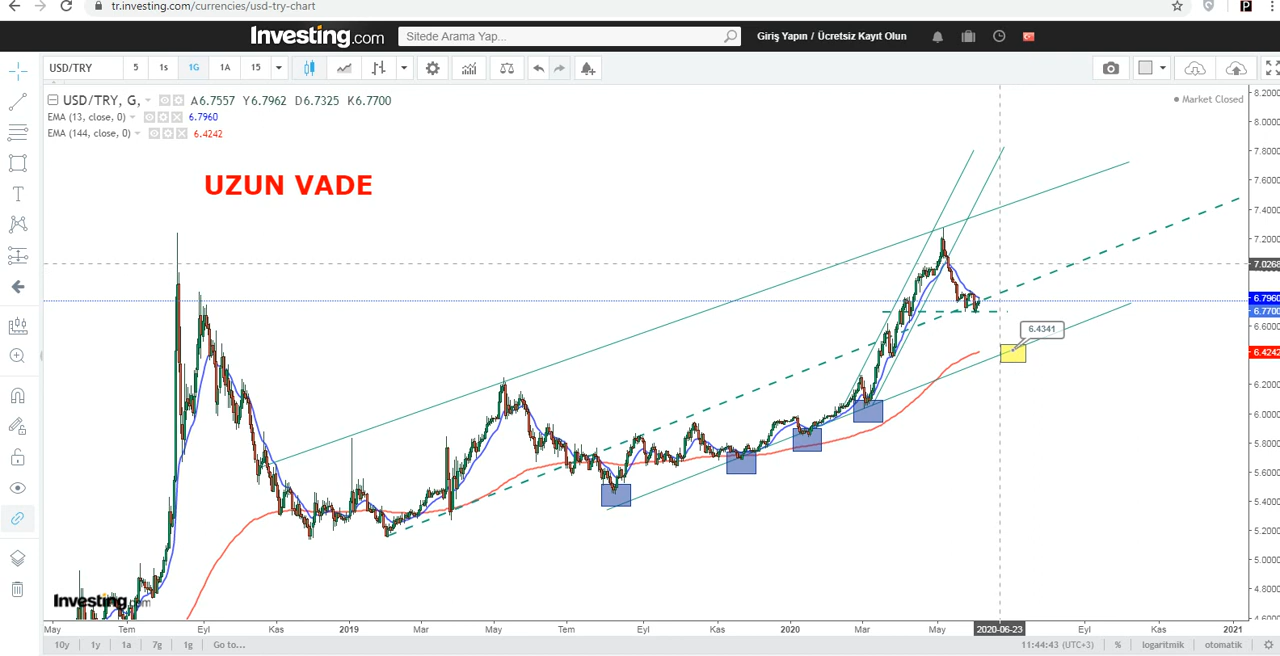 tr.investing.com/currencies/usd-try-chart
P
Investing.com
Sitede Arama Yap...
Giriş Yapın / Ücretsiz Kayıt Olun
USD/TRY 5 1s 1G 1A 15
USD/TRY, G, A6.7557 Y6.7962 D6.7325 K6.7700
Market Closed
EMA (13, close, 0) 6.7960
EMA (144, close, 0) 6.4242
UZUN VADE
T
8.2000
8.0000
7.8000
7.6000
7.4000
7.2000
7.0268
6.7960
6.7700
6.6000
6.4341
6.4242
6.2000
6.0000
5.8000
5.6000
5.4000
5.2000
5.0000
4.8000
4.6000
Investing.com
May Tem Eyl Kas 2019 Mar May Tem Eyl Kas 2020 Mar May 2020-06-23 Eyl Kas 2021
10y 1y 1a 7g 1g Go to... 11:44:43 (UTC+3) % logaritmik otomatik